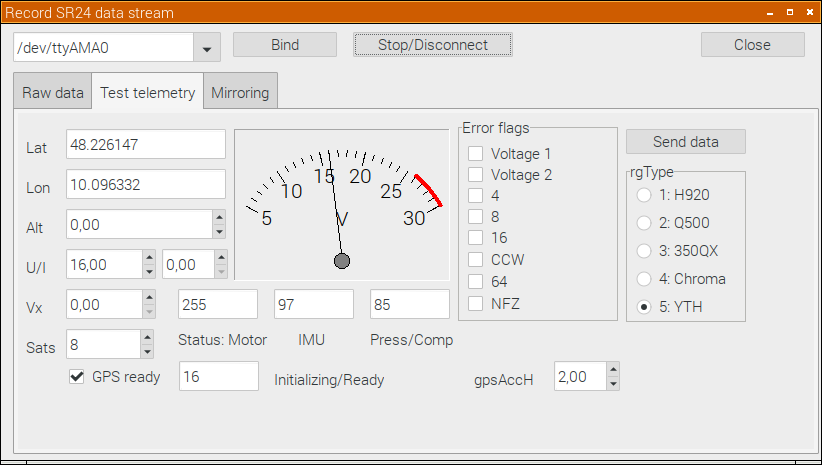 Record SR24 data stream
/dev/ttyAMA0
Bind
Stop/Disconnect
Close
Raw data
Test telemetry
Mirroring
Lat
48.226147
Lon
10.096332
Alt
0,00
U/I
16,00
0,00
Vx
0,00
255
97
85
Sats
8
Status: Motor
IMU
Press/Comp
GPS ready
16
Initializing/Ready
gpsAccH
2,00
5
10
15
20
25
30
V
Error flags
Voltage 1
Voltage 2
4
8
16
CCW
64
NFZ
Send data
rgType
1: H920
2: Q500
3: 350QX
4: Chroma
5: YTH